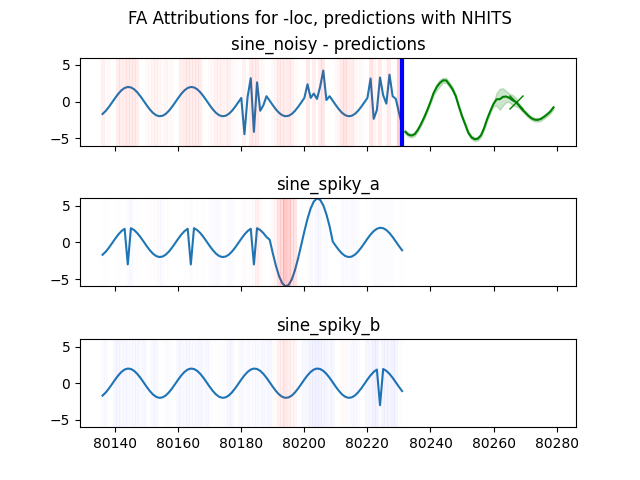 FA Attributions for -loc, predictions with NHITS
sine_noisy - predictions
5
0
−5
sine_spiky_a
5
0
−5
sine_spiky_b
5
0
−5
80140 80160 80180 80200 80220 80240 80260 80280